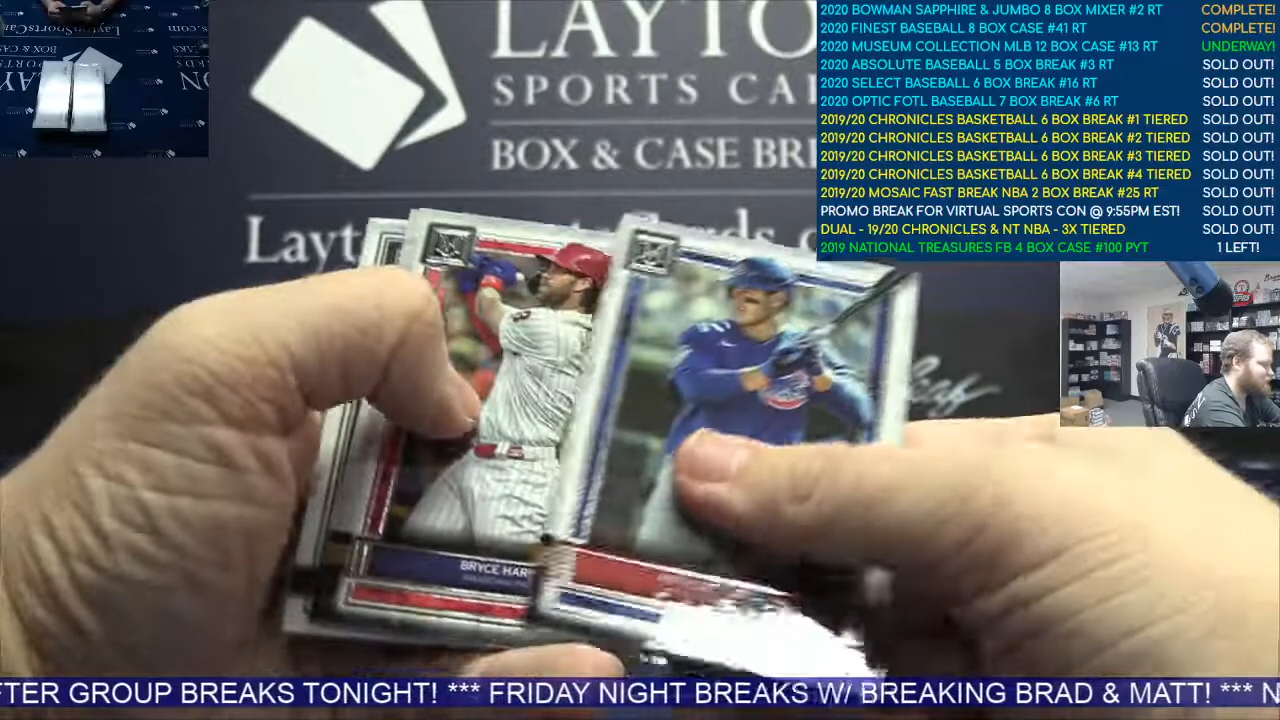 LAYTO
SPORTS CA
BOX & CASE BRE
2020 BOWMAN SAPPHIRE & JUMBO 8 BOX MIXER #2 RT COMPLETE!
2020 FINEST BASEBALL 8 BOX CASE #41 RT COMPLETE!
2020 MUSEUM COLLECTION MLB 12 BOX CASE #13 RT UNDERWAY!
2020 ABSOLUTE BASEBALL 5 BOX BREAK #3 RT SOLD OUT!
2020 SELECT BASEBALL 6 BOX BREAK #16 RT SOLD OUT!
2020 OPTIC FOTL BASEBALL 7 BOX BREAK #6 RT SOLD OUT!
2019/20 CHRONICLES BASKETBALL 6 BOX BREAK #1 TIERED SOLD OUT!
2019/20 CHRONICLES BASKETBALL 6 BOX BREAK #2 TIERED SOLD OUT!
2019/20 CHRONICLES BASKETBALL 6 BOX BREAK #3 TIERED SOLD OUT!
2019/20 CHRONICLES BASKETBALL 6 BOX BREAK #4 TIERED SOLD OUT!
2019/20 MOSAIC FAST BREAK NBA 2 BOX BREAK #25 RT SOLD OUT!
PROMO BREAK FOR VIRTUAL SPORTS CON @ 9:55PM EST! SOLD OUT!
DUAL - 19/20 CHRONICLES & NT NBA - 3X TIERED SOLD OUT!
2019 NATIONAL TREASURES FB 4 BOX CASE #100 PYT 1 LEFT!
Layt
Leaf
BRYCE HAR
FTER GROUP BREAKS TONIGHT! *** FRIDAY NIGHT BREAKS W/ BREAKING BRAD & MATT! *** N